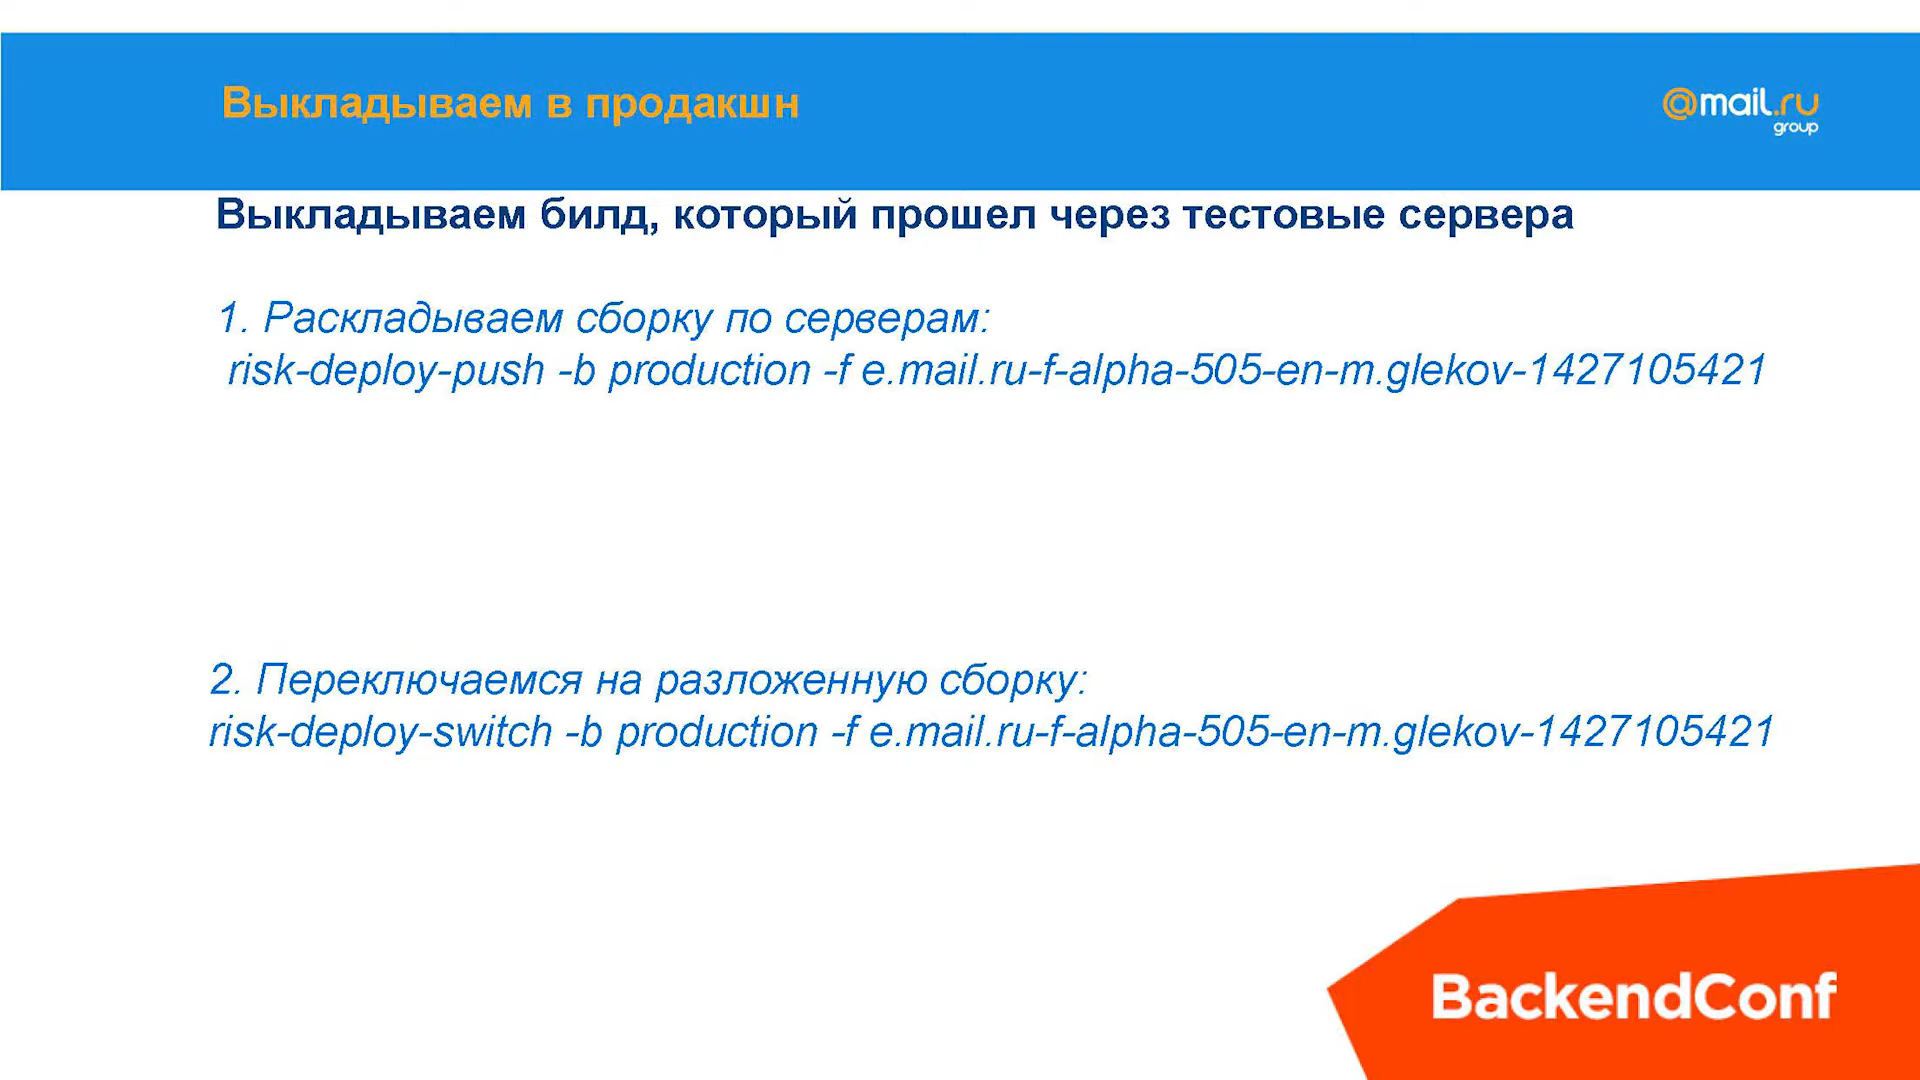 Выкладываем в продакшн
@mail.ru
group
Выкладываем билд, который прошел через тестовые сервера
1. Раскладываем сборку по серверам:
risk-deploy-push -b production -f e.mail.ru-f-alpha-505-en-m.glekov-1427105421
2. Переключаемся на разложенную сборку:
risk-deploy-switch -b production -f e.mail.ru-f-alpha-505-en-m.glekov-1427105421
BackendConf